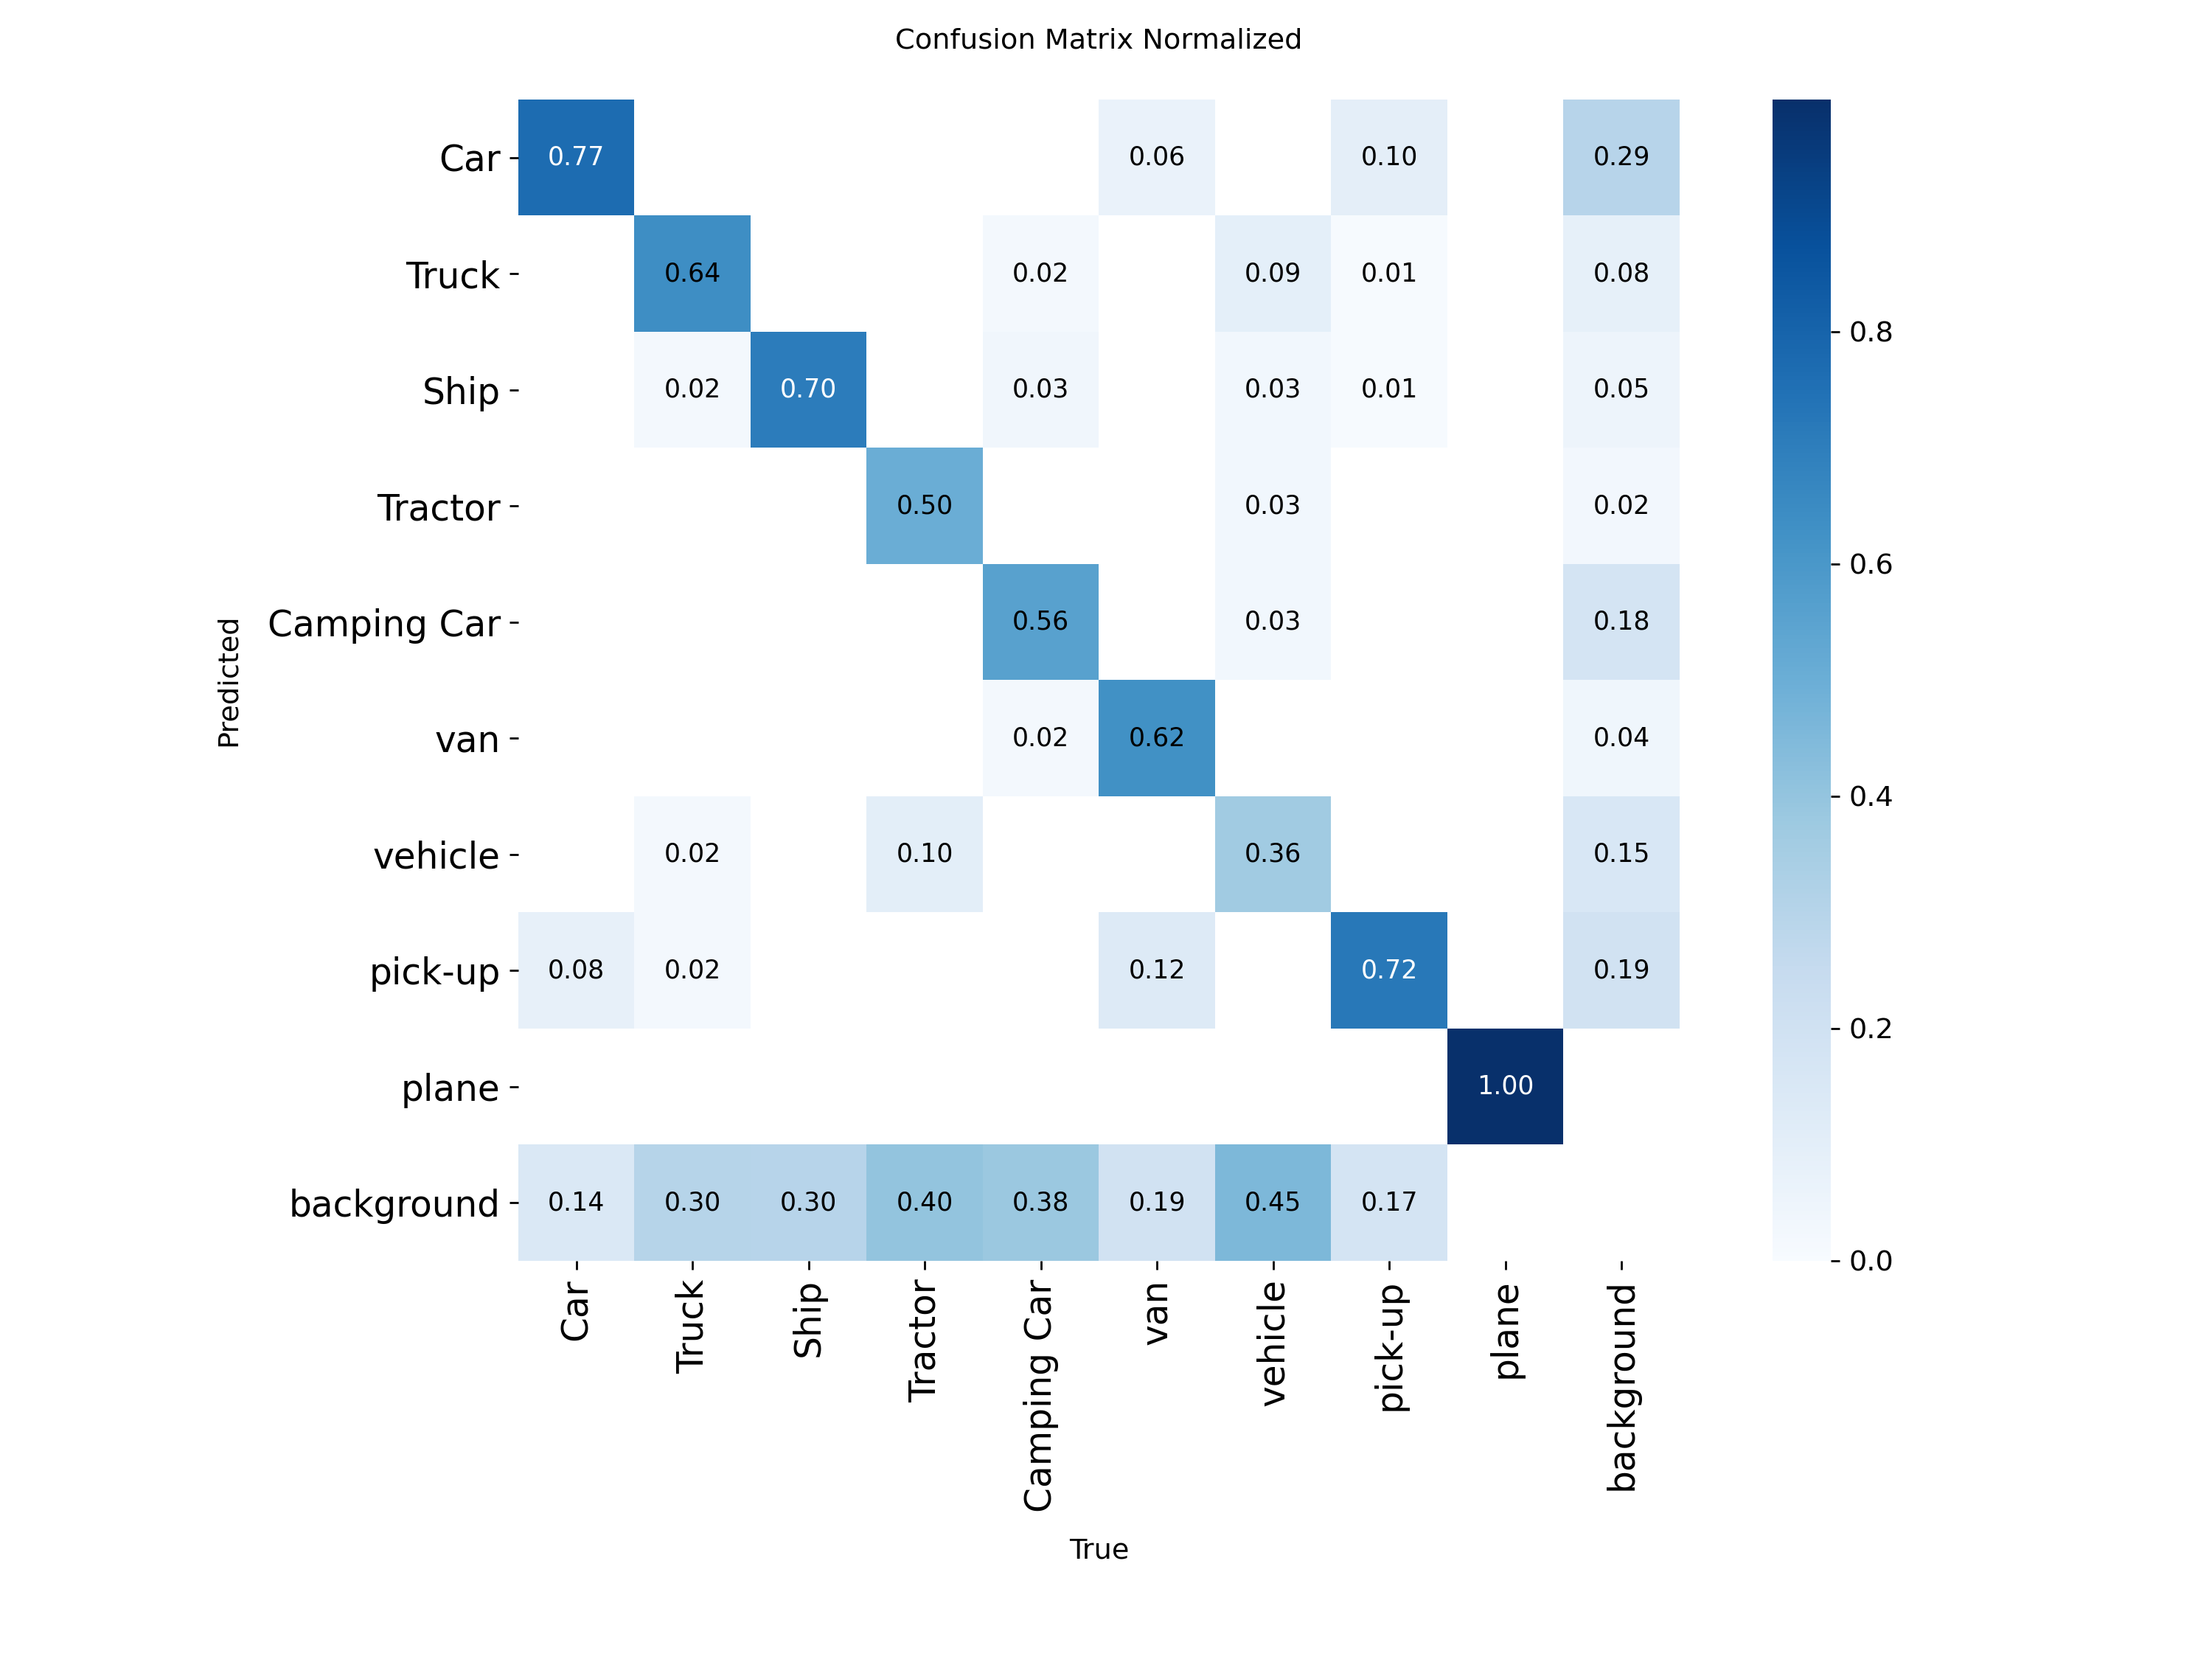 Confusion Matrix Normalized
Car 0.77 0.06 0.10 0.29
Truck 0.64 0.02 0.09 0.01 0.08
0.8
Ship 0.02 0.70 0.03 0.03 0.01 0.05
Tractor 0.50 0.03 0.02
0.6
Camping Car 0.56 0.03 0.18
Predicted
van 0.02 0.62 0.04
0.4
vehicle 0.02 0.10 0.36 0.15
pick-up 0.08 0.02 0.12 0.72 0.19
0.2
plane 1.00
background 0.14 0.30 0.30 0.40 0.38 0.19 0.45 0.17
0.0
Car Truck Ship Tractor Camping Car van vehicle pick-up plane background
True